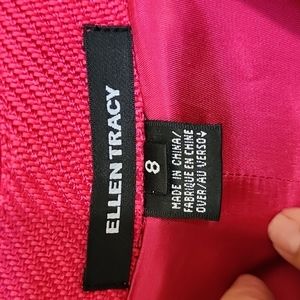 ELLEN TRACY
8
MADE IN CHINA/
FABRIQUE EN CHINE
OVER/AU VERSO